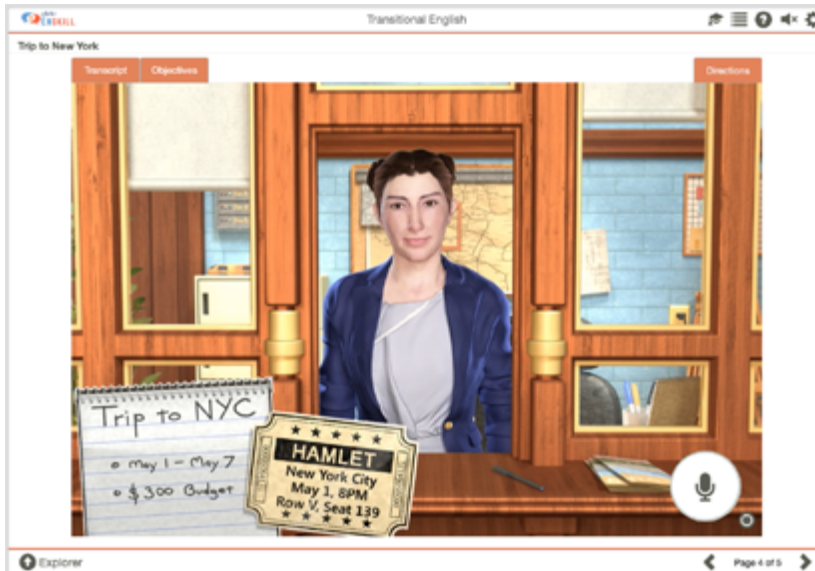 ENSKILL
Transitional English
Trip to New York
Transcript
Objectives
Directions
Trip to NYC
May 1 - May 7
$300 Budget
HAMLET
New York City
May 1, 8PM
Row V, Seat 139
Explorer
Page 4 of 5